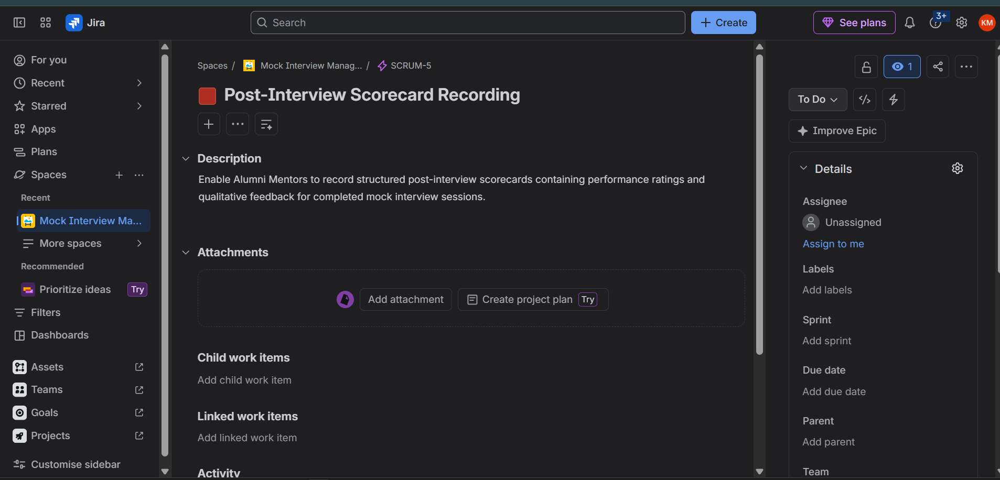 Jira
Search
Create
See plans
3+
KM
For you
Recent
Starred
Apps
Plans
Spaces
Recent
Mock Interview Ma...
More spaces
Recommended
Prioritize ideas
Try
Filters
Dashboards
Assets
Teams
Goals
Projects
Customise sidebar
Spaces / Mock Interview Manag... / SCRUM-5
Post-Interview Scorecard Recording
Description
Enable Alumni Mentors to record structured post-interview scorecards containing performance ratings and
qualitative feedback for completed mock interview sessions.
Attachments
Add attachment
Create project plan Try
Child work items
Add child work item
Linked work items
Add linked work item
Activity
1
To Do
Improve Epic
Details
Assignee
Unassigned
Assign to me
Labels
Add labels
Sprint
Add sprint
Due date
Add due date
Parent
Add parent
Team